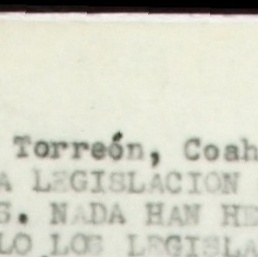 Torreón, Coah
A LEGISLACION
S. NADA HAN HE
LO LOS LEGISLA